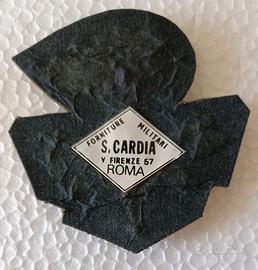 FORNITURE MILITARI
S. CARDIA
V FIRENZE 57
ROMA